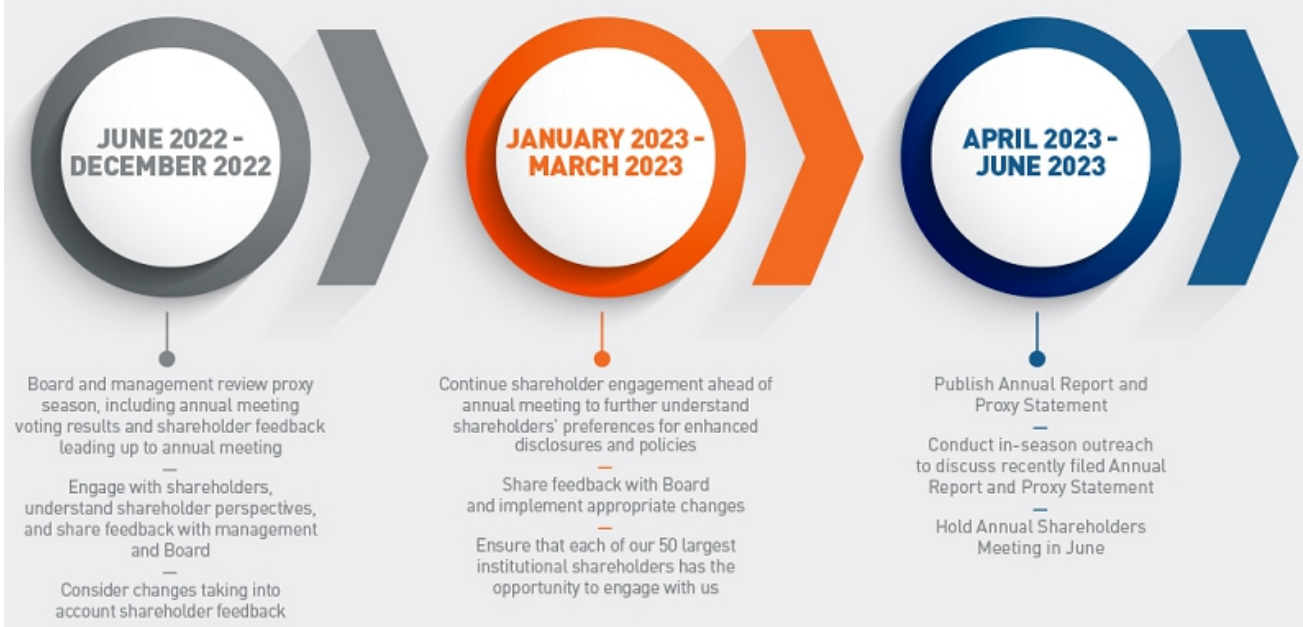 JUNE 2022 -
DECEMBER 2022
Board and management review proxy
season, including annual meeting
voting results and shareholder feedback
leading up to annual meeting
—
Engage with shareholders,
understand shareholder perspectives,
and share feedback with management
and Board
—
Consider changes taking into
account shareholder feedback
JANUARY 2023 -
MARCH 2023
Continue shareholder engagement ahead of
annual meeting to further understand
shareholders' preferences for enhanced
disclosures and policies
—
Share feedback with Board
and implement appropriate changes
—
Ensure that each of our 50 largest
institutional shareholders has the
opportunity to engage with us
APRIL 2023 -
JUNE 2023
Publish Annual Report and
Proxy Statement
—
Conduct in-season outreach
to discuss recently filed Annual
Report and Proxy Statement
—
Hold Annual Shareholders
Meeting in June